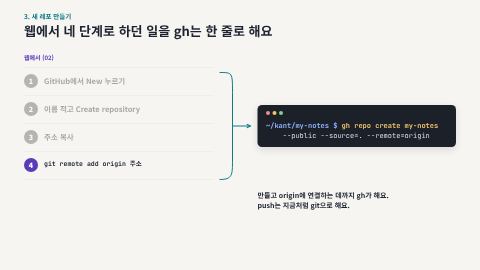 3. 새 레포 만들기
웹에서 네 단계로 하던 일을 gh는 한 줄로 해요
웹에서 (02)
1 GitHub에서 New 누르기
2 이름 적고 Create repository
3 주소 복사
4 git remote add origin 주소
~/kant/my-notes $ gh repo create my-notes
--public --source=. --remote=origin
만들고 origin에 연결하는 데까지 gh가 해요.
push는 지금처럼 git으로 해요.